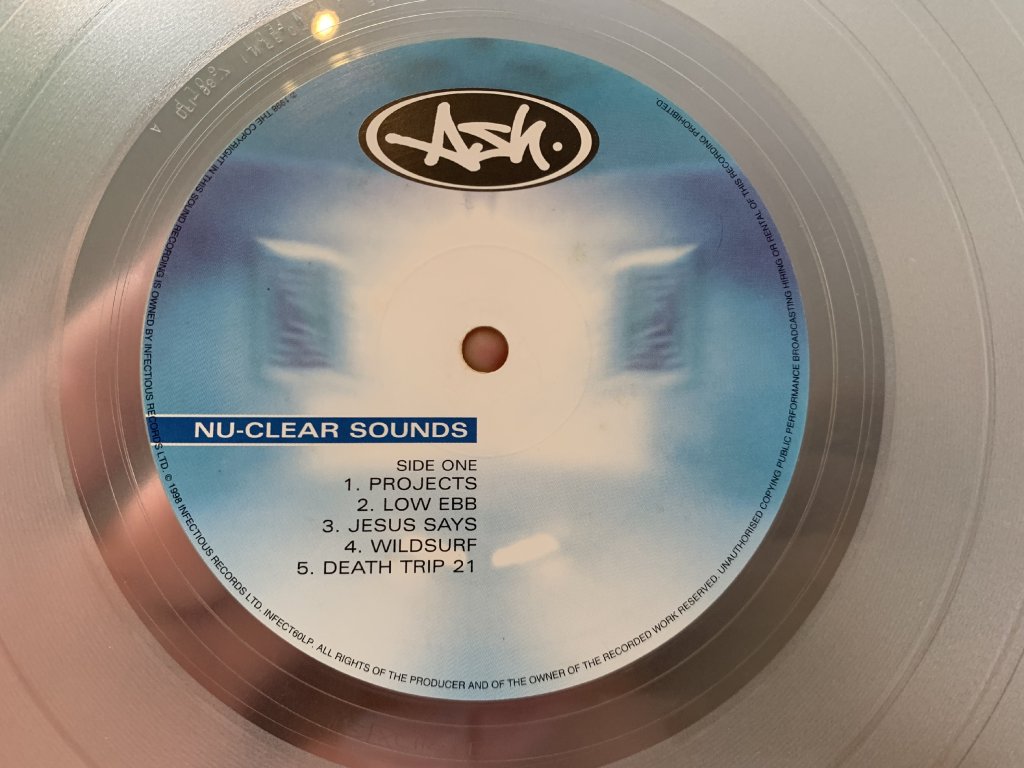 Ash.
NU-CLEAR SOUNDS
SIDE ONE
1. PROJECTS
2. LOW EBB
3. JESUS SAYS
4. WILDSURF
5. DEATH TRIP 21
1998 THE COPYRIGHT IN THIS SOUND RECORDING IS OWNED BY INFECTIOUS RECORDS LTD. © 1998 INFECTIOUS RECORDS LTD. INFECT60LP. ALL RIGHTS OF THE PRODUCER AND OF THE OWNER OF THE RECORDED WORK RESERVED. UNAUTHORISED COPYING PUBLIC PERFORMANCE BROADCASTING HIRING OR RENTAL OF THIS RECORDING PROHIBITED.